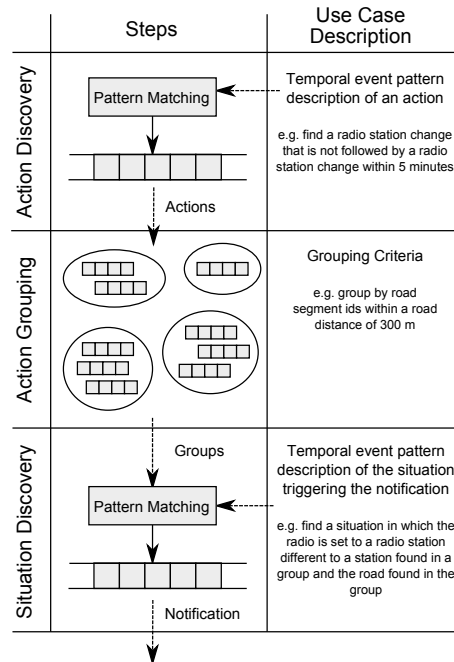 Steps
Use Case
Description
Action Discovery
Pattern Matching
Actions
Temporal event pattern
description of an action
e.g. find a radio station change
that is not followed by a radio
station change within 5 minutes
Action Grouping
Grouping Criteria
e.g. group by road
segment ids within a road
distance of 300 m
Situation Discovery
Groups
Pattern Matching
Notification
Temporal event pattern
description of the situation
triggering the notification
e.g. find a situation in which the
radio is set to a radio station
different to a station found in a
group and the road found in the
group